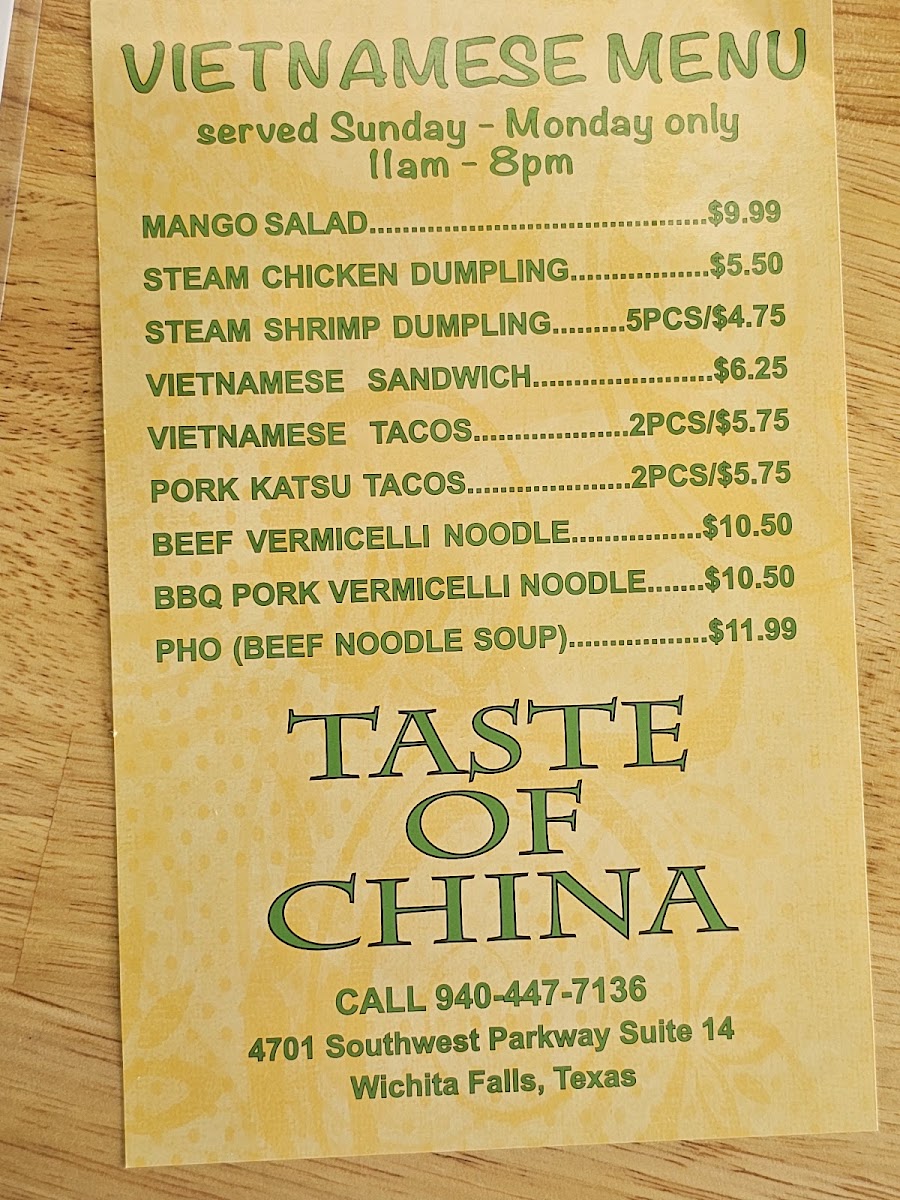 VIETNAMESE MENU
served Sunday - Monday only
11am - 8pm
MANGO SALAD.........................................$9.99
STEAM CHICKEN DUMPLING.................$5.50
STEAM SHRIMP DUMPLING.........5PCS/$4.75
VIETNAMESE SANDWICH......................$6.25
VIETNAMESE TACOS...................2PCS/$5.75
PORK KATSU TACOS....................2PCS/$5.75
BEEF VERMICELLI NOODLE................$10.50
BBQ PORK VERMICELLI NOODLE.......$10.50
PHO (BEEF NOODLE SOUP).................$11.99
TASTE
OF
CHINA
CALL 940-447-7136
4701 Southwest Parkway Suite 14
Wichita Falls, Texas